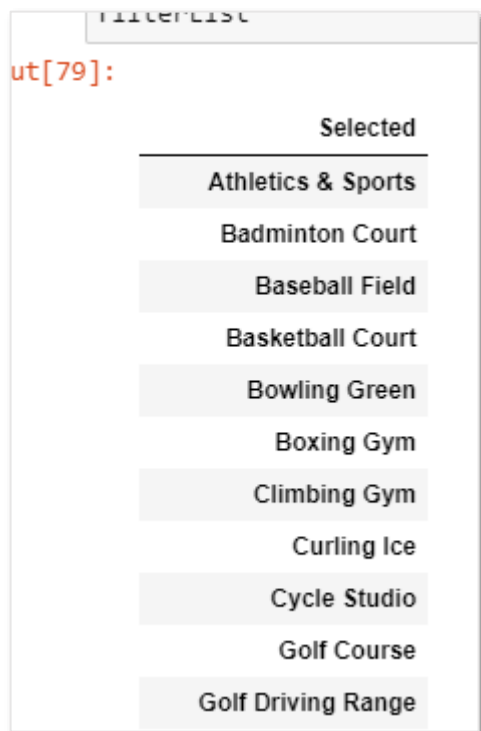 filterList
ut[79]:
Selected
Athletics & Sports
Badminton Court
Baseball Field
Basketball Court
Bowling Green
Boxing Gym
Climbing Gym
Curling Ice
Cycle Studio
Golf Course
Golf Driving Range